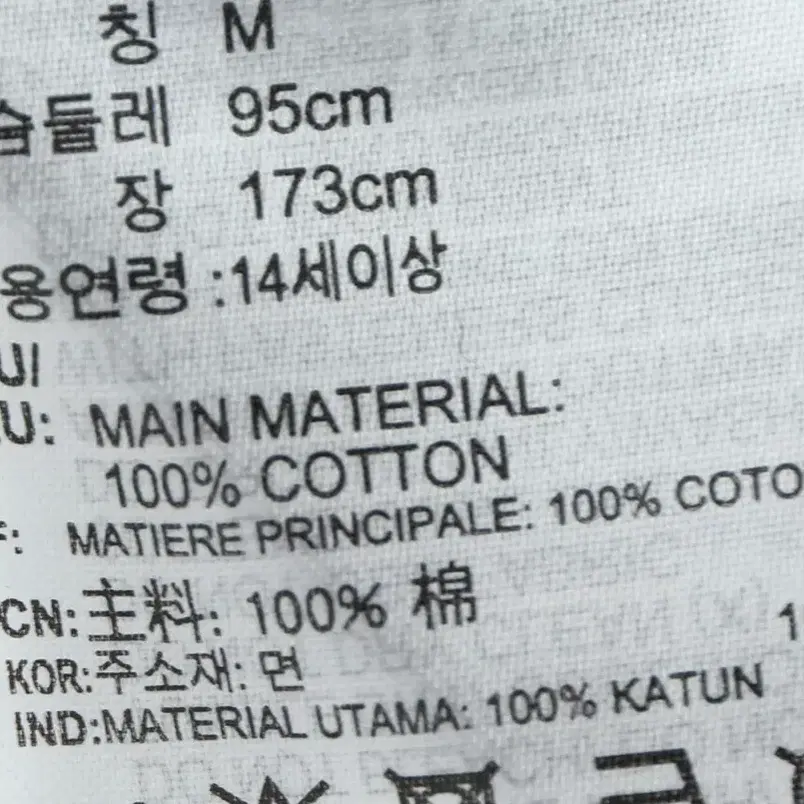 칭 M
슴둘레 95cm
장 173cm
용연령 :14세이상
UI
U: MAIN MATERIAL:
100% COTTON
F: MATIERE PRINCIPALE: 100% COTO
CN:主料: 100% 棉
1
KOR:주소재: 면
IND:MATERIAL UTAMA: 100% KATUN